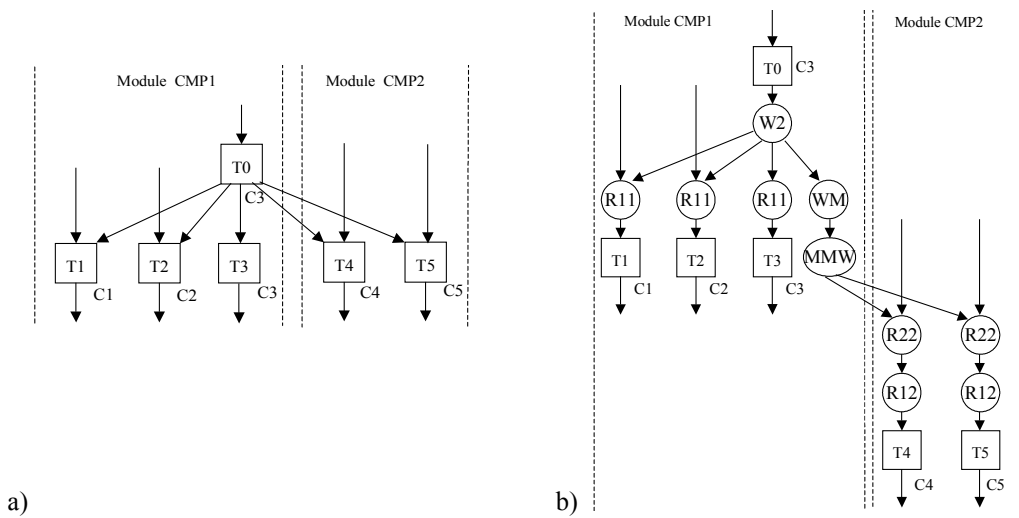 Module CMP1
Module CMP2
T0
C3
T1
T2
T3
T4
T5
C1
C2
C3
C4
C5
a)
Module CMP1
Module CMP2
T0
C3
W2
R11
R11
R11
WM
T1
T2
T3
MMW
C1
C2
C3
R22
R22
R12
R12
T4
T5
C4
C5
b)